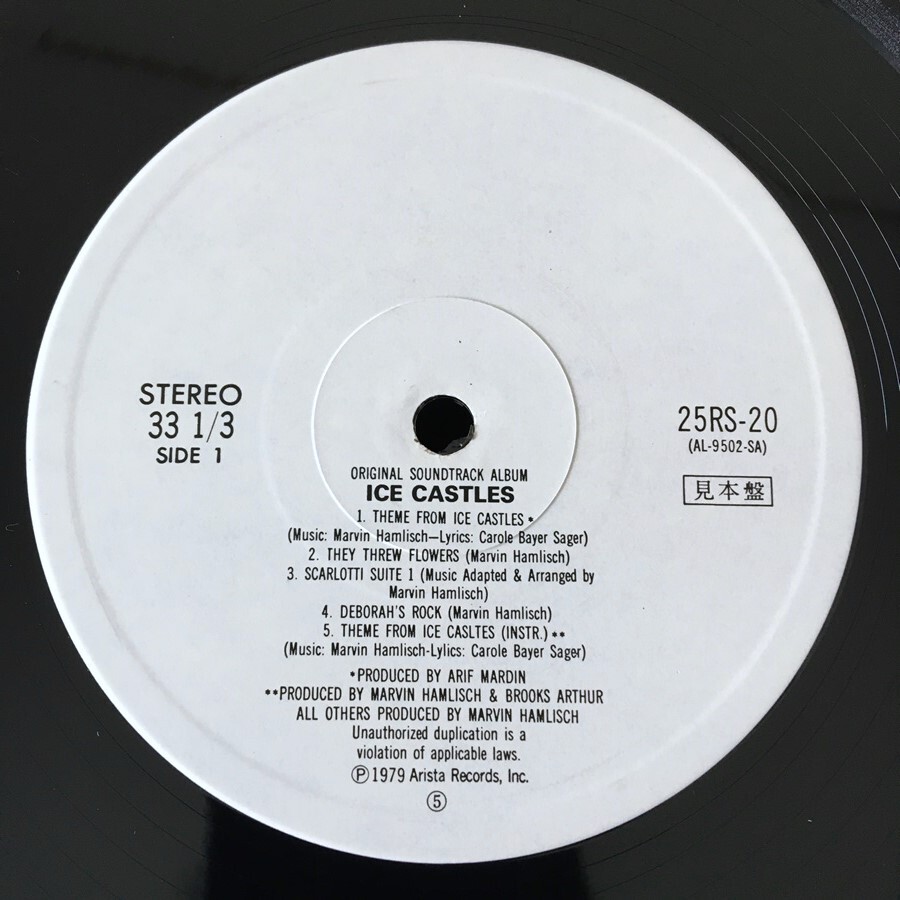 STEREO
33 1/3
SIDE 1
25RS-20
(AL-9502-SA)
見本盤
ORIGINAL SOUNDTRACK ALBUM
ICE CASTLES
1. THEME FROM ICE CASTLES*
(Music: Marvin Hamlisch—Lyrics: Carole Bayer Sager)
2. THEY THREW FLOWERS (Marvin Hamlisch)
3. SCARLOTTI SUITE 1 (Music Adapted & Arranged by
Marvin Hamlisch)
4. DEBORAH'S ROCK (Marvin Hamlisch)
5. THEME FROM ICE CASLTES (INSTR.)**
(Music: Marvin Hamlisch-Lylics: Carole Bayer Sager)
*PRODUCED BY ARIF MARDIN
**PRODUCED BY MARVIN HAMLISCH & BROOKS ARTHUR
ALL OTHERS PRODUCED BY MARVIN HAMLISCH
Unauthorized duplication is a
violation of applicable laws.
Ⓟ1979 Arista Records, Inc.
⑤